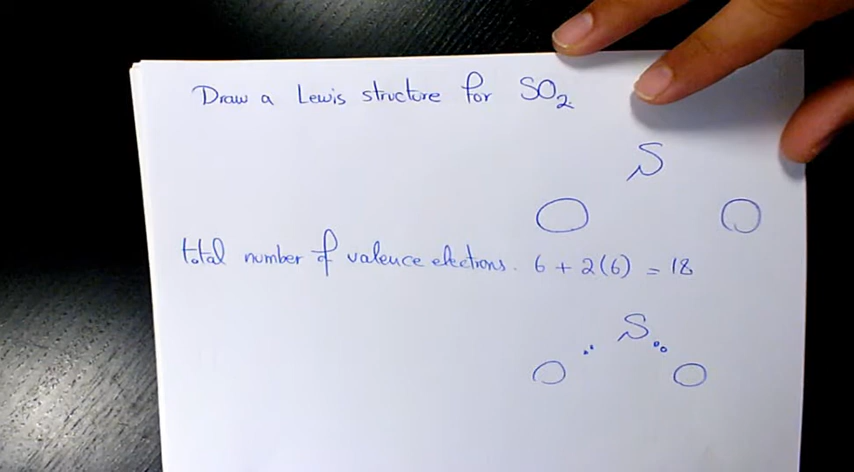 Draw a Lewis structure for SO2.
S
O O
total number of valence electrons. 6 + 2(6) = 18
S
O O